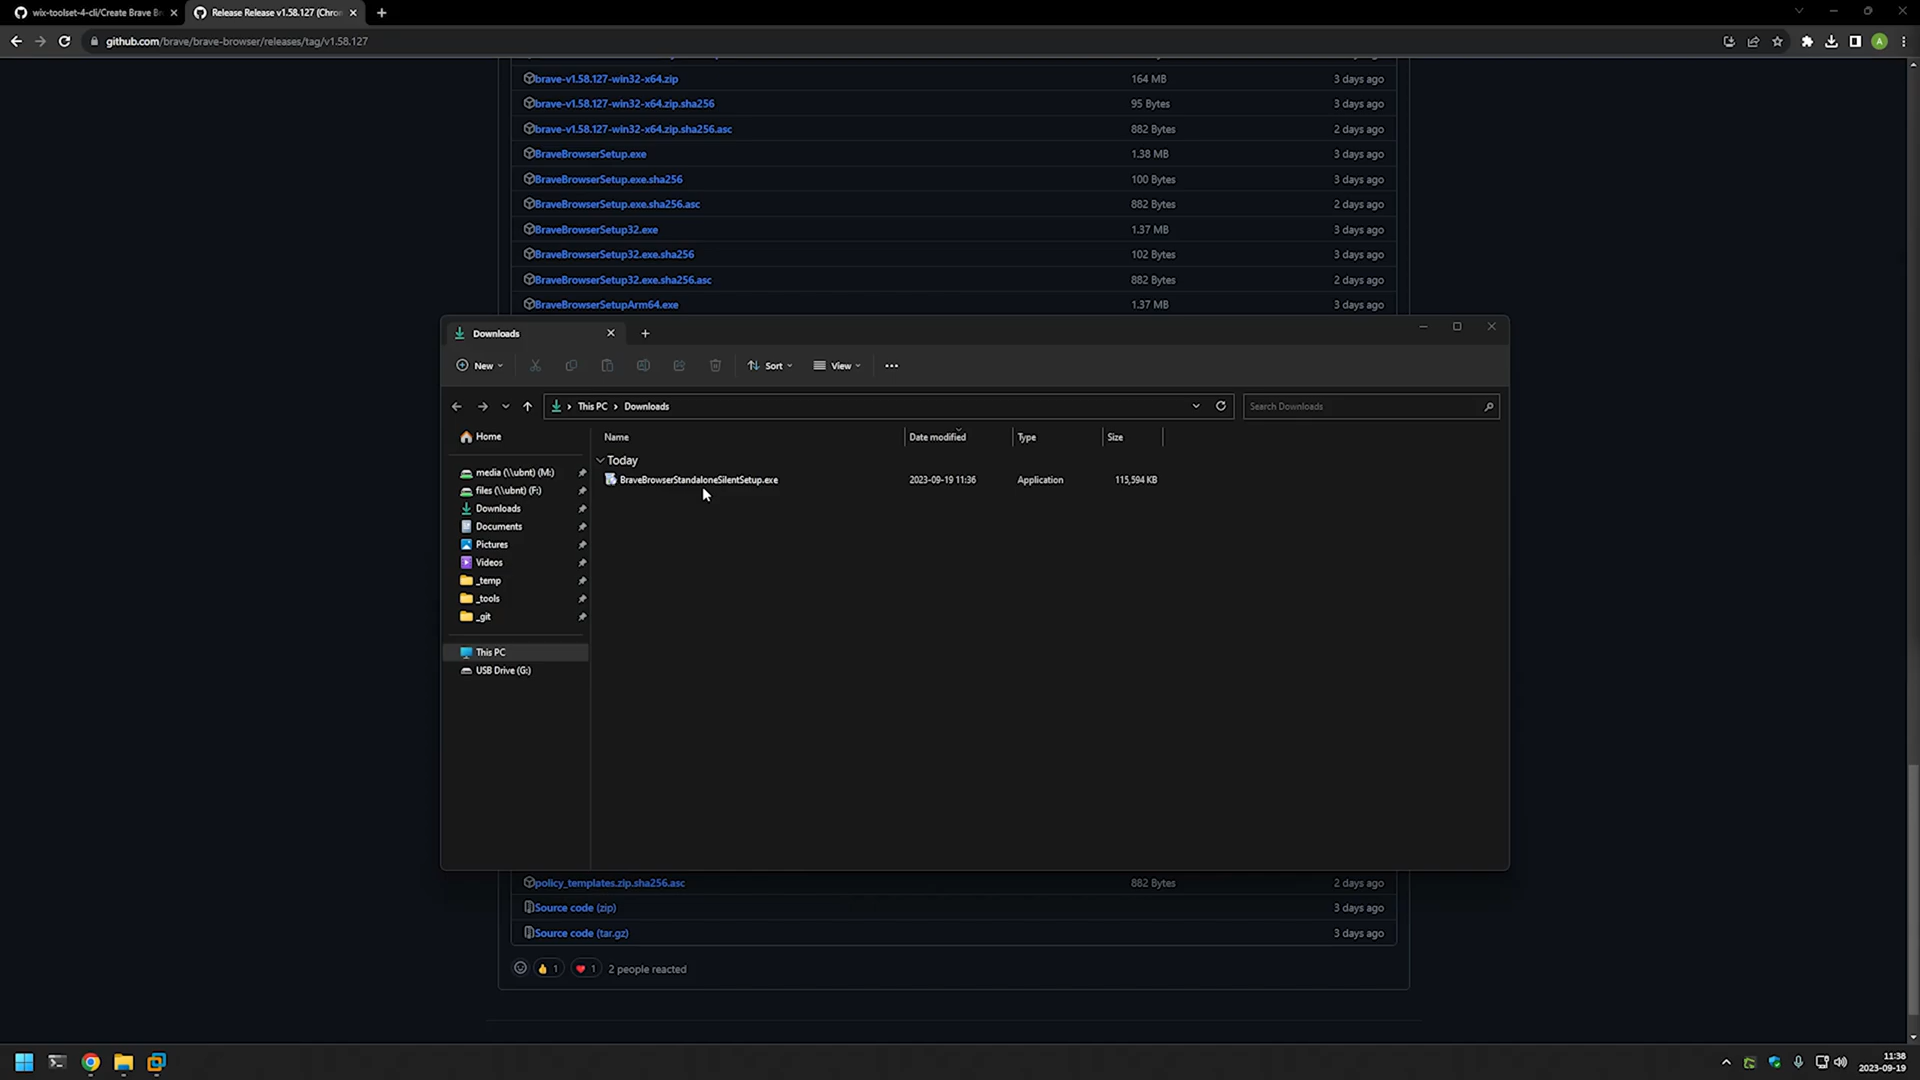 wix-toolset-4-cli/Create Brave Br
Release Release v1.58.127 (Chro
github.com/brave/brave-browser/releases/tag/v1.58.127
A
brave-v1.58.127-win32-x64.zip 164 MB 3 days ago
brave-v1.58.127-win32-x64.zip.sha256 95 Bytes 3 days ago
brave-v1.58.127-win32-x64.zip.sha256.asc 882 Bytes 2 days ago
BraveBrowserSetup.exe 1.38 MB 3 days ago
BraveBrowserSetup.exe.sha256 100 Bytes 3 days ago
BraveBrowserSetup.exe.sha256.asc 882 Bytes 2 days ago
BraveBrowserSetup32.exe 1.37 MB 3 days ago
BraveBrowserSetup32.exe.sha256 102 Bytes 3 days ago
BraveBrowserSetup32.exe.sha256.asc 882 Bytes 2 days ago
BraveBrowserSetupArm64.exe 1.37 MB 3 days ago
Downloads
New Sort View
This PC > Downloads
Search Downloads
Name Date modified Type Size
Today
BraveBrowserStandaloneSilentSetup.exe 2023-09-19 11:36 Application 115,594 KB
Home
media (\\ubnt) (M:)
files (\\ubnt) (F:)
Downloads
Documents
Pictures
Videos
_temp
_tools
_git
This PC
USB Drive (G:)
policy_templates.zip.sha256.asc 882 Bytes 2 days ago
Source code (zip) 3 days ago
Source code (tar.gz) 3 days ago
1 1 2 people reacted
11:38
2023-09-19